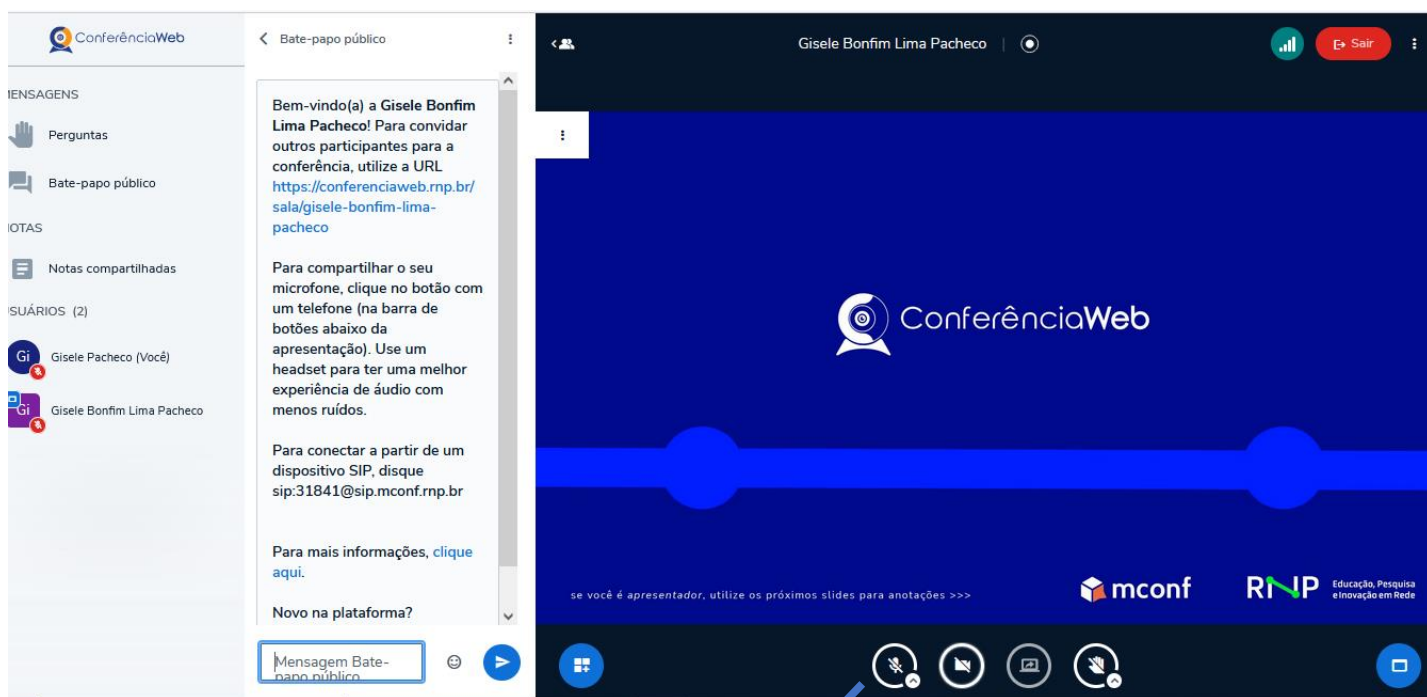 ConferênciaWeb
ENSAGENS
Perguntas
Bate-papo público
OTAS
Notas compartilhadas
SUÁRIOS (2)
Gi
Gisele Pacheco (Você)
Gi
Gisele Bonfim Lima Pacheco
Bate-papo público
Bem-vindo(a) a Gisele Bonfim
Lima Pacheco! Para convidar
outros participantes para a
conferência, utilize a URL
https://conferenciaweb.rnp.br/
sala/gisele-bonfim-lima-
pacheco
Para compartilhar o seu
microfone, clique no botão com
um telefone (na barra de
botões abaixo da
apresentação). Use um
headset para ter uma melhor
experiência de áudio com
menos ruídos.
Para conectar a partir de um
dispositivo SIP, disque
sip:31841@sip.mconf.rnp.br
Para mais informações, clique
aqui.
Novo na plataforma?
Mensagem Bate-
papo público
Gisele Bonfim Lima Pacheco
Sair
ConferênciaWeb
se você é apresentador, utilize os próximos slides para anotações >>>
mconf
RNP
Educação, Pesquisa
e Inovação em Rede